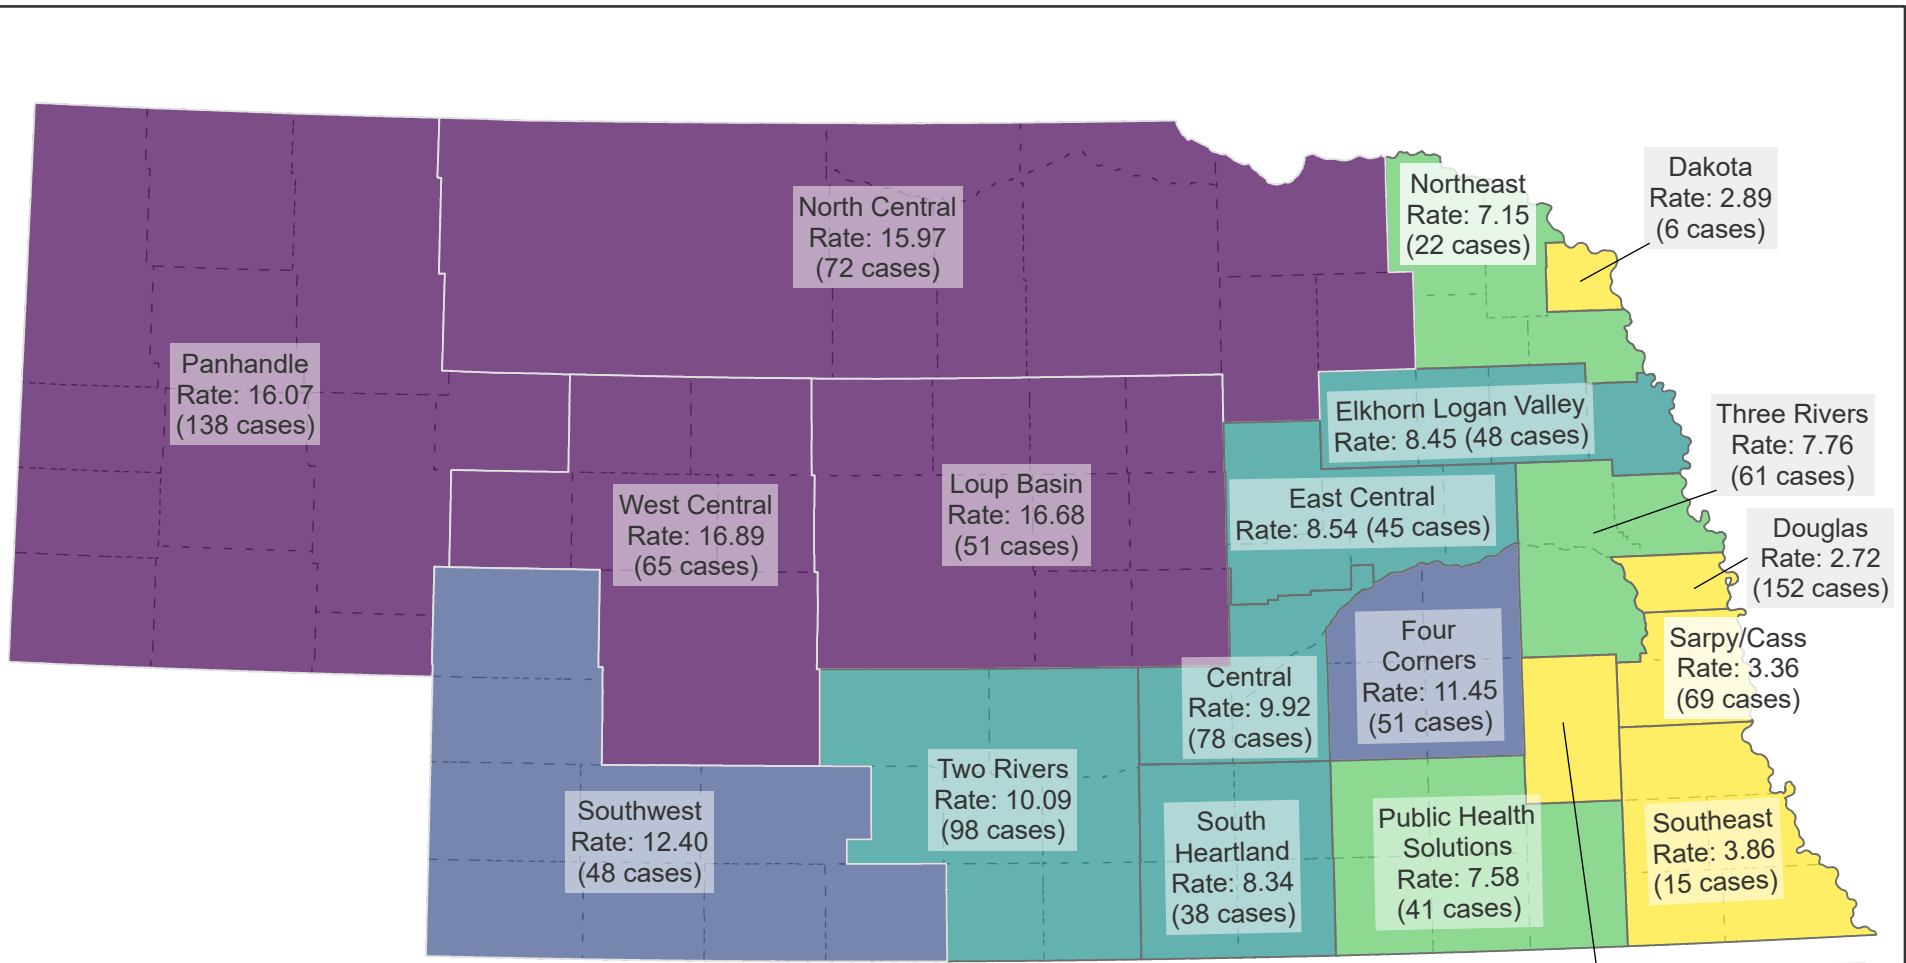 North Central
Rate: 15.97
(72 cases)
Northeast
Rate: 7.15
(22 cases)
Dakota
Rate: 2.89
(6 cases)
Panhandle
Rate: 16.07
(138 cases)
Elkhorn Logan Valley
Rate: 8.45 (48 cases)
Three Rivers
Rate: 7.76
(61 cases)
West Central
Rate: 16.89
(65 cases)
Loup Basin
Rate: 16.68
(51 cases)
East Central
Rate: 8.54 (45 cases)
Douglas
Rate: 2.72
(152 cases)
Four
Corners
Rate: 11.45
(51 cases)
Sarpy/Cass
Rate: 3.36
(69 cases)
Central
Rate: 9.92
(78 cases)
Southwest
Rate: 12.40
(48 cases)
Two Rivers
Rate: 10.09
(98 cases)
South
Heartland
Rate: 8.34
(38 cases)
Public Health
Solutions
Rate: 7.58
(41 cases)
Southeast
Rate: 3.86
(15 cases)